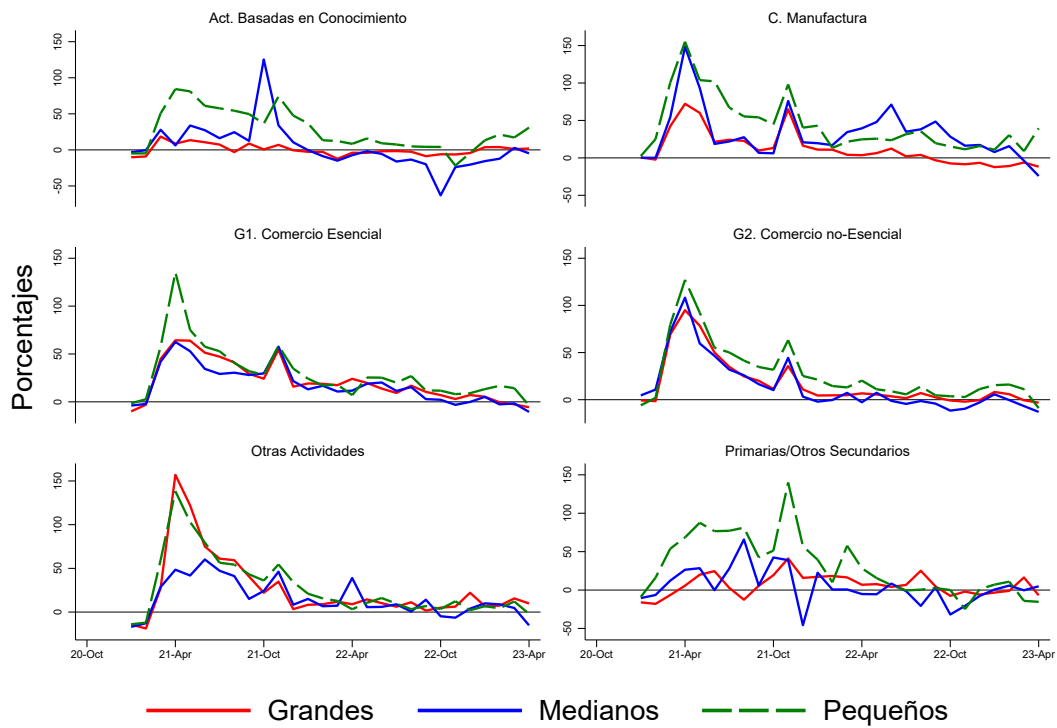 Act. Basadas en Conocimiento
C. Manufactura
150
100
50
0
-50
150
100
50
0
-50
G1. Comercio Esencial
G2. Comercio no-Esencial
Porcentajes
150
100
50
0
150
100
50
0
Otras Actividades
Primarias/Otros Secundarios
150
100
50
0
150
100
50
0
-50
20-Oct 21-Apr 21-Oct 22-Apr 22-Oct 23-Apr
20-Oct 21-Apr 21-Oct 22-Apr 22-Oct 23-Apr
Grandes Medianos Pequeños